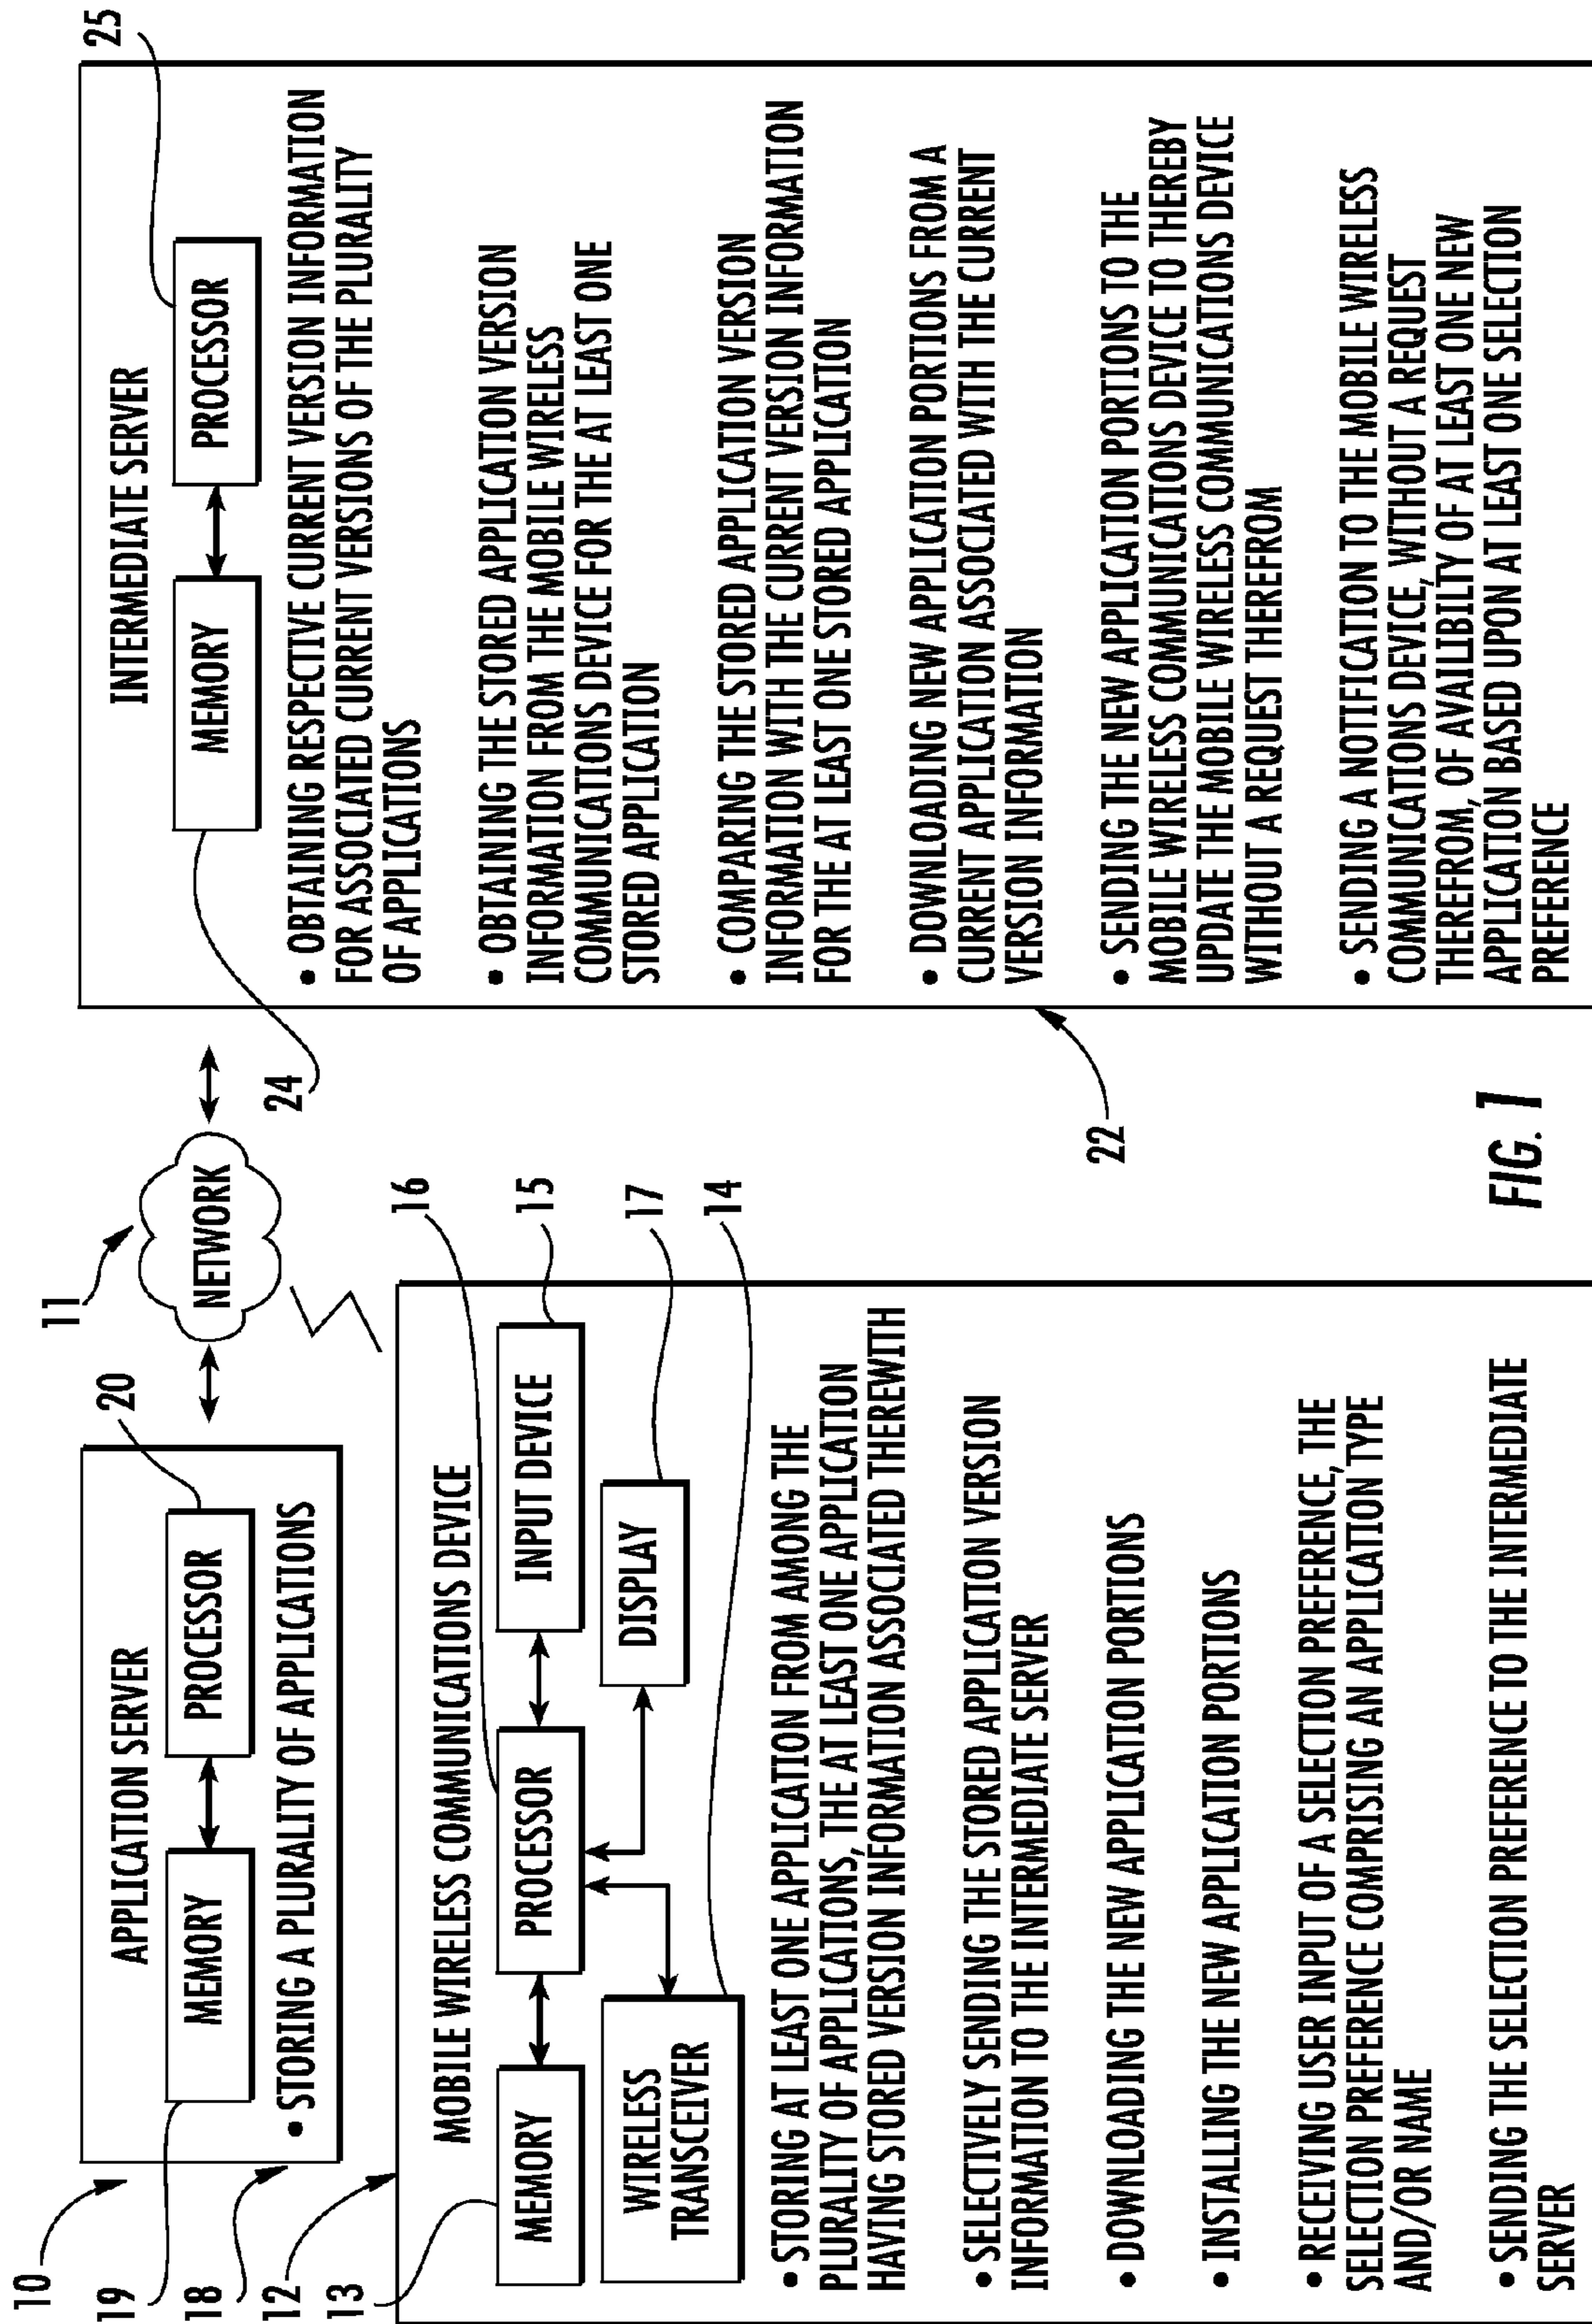 10
11
APPLICATION SERVER
20
19
MEMORY
PROCESSOR
• STORING A PLURALITY OF APPLICATIONS
18
NETWORK
12
MOBILE WIRELESS COMMUNICATIONS DEVICE
16
13
MEMORY
PROCESSOR
INPUT DEVICE
15
WIRELESS
TRANSCEIVER
DISPLAY
17
14
• STORING AT LEAST ONE APPLICATION FROM AMONG THE
PLURALITY OF APPLICATIONS, THE AT LEAST ONE APPLICATION
HAVING STORED VERSION INFORMATION ASSOCIATED THEREWITH
• SELECTIVELY SENDING THE STORED APPLICATION VERSION
INFORMATION TO THE INTERMEDIATE SERVER
• DOWNLOADING THE NEW APPLICATION PORTIONS
• INSTALLING THE NEW APPLICATION PORTIONS
• RECEIVING USER INPUT OF A SELECTION PREFERENCE, THE
SELECTION PREFERENCE COMPRISING AN APPLICATION TYPE
AND/OR NAME
• SENDING THE SELECTION PREFERENCE TO THE INTERMEDIATE
SERVER
25
INTERMEDIATE SERVER
MEMORY
PROCESSOR
24
• OBTAINING RESPECTIVE CURRENT VERSION INFORMATION
FOR ASSOCIATED CURRENT VERSIONS OF THE PLURALITY
OF APPLICATIONS
• OBTAINING THE STORED APPLICATION VERSION
INFORMATION FROM THE MOBILE WIRELESS
COMMUNICATIONS DEVICE FOR THE AT LEAST ONE
STORED APPLICATION
• COMPARING THE STORED APPLICATION VERSION
INFORMATION WITH THE CURRENT VERSION INFORMATION
FOR THE AT LEAST ONE STORED APPLICATION
• DOWNLOADING NEW APPLICATION PORTIONS FROM A
CURRENT APPLICATION ASSOCIATED WITH THE CURRENT
VERSION INFORMATION
• SENDING THE NEW APPLICATION PORTIONS TO THE
MOBILE WIRELESS COMMUNICATIONS DEVICE TO THEREBY
UPDATE THE MOBILE WIRELESS COMMUNICATIONS DEVICE
WITHOUT A REQUEST THEREFROM
• SENDING A NOTIFICATION TO THE MOBILE WIRELESS
COMMUNICATIONS DEVICE, WITHOUT A REQUEST
THEREFROM, OF AVAILIBILITY OF AT LEAST ONE NEW
APPLICATION BASED UPON AT LEAST ONE SELECTION
PREFERENCE
22
FIG. 1